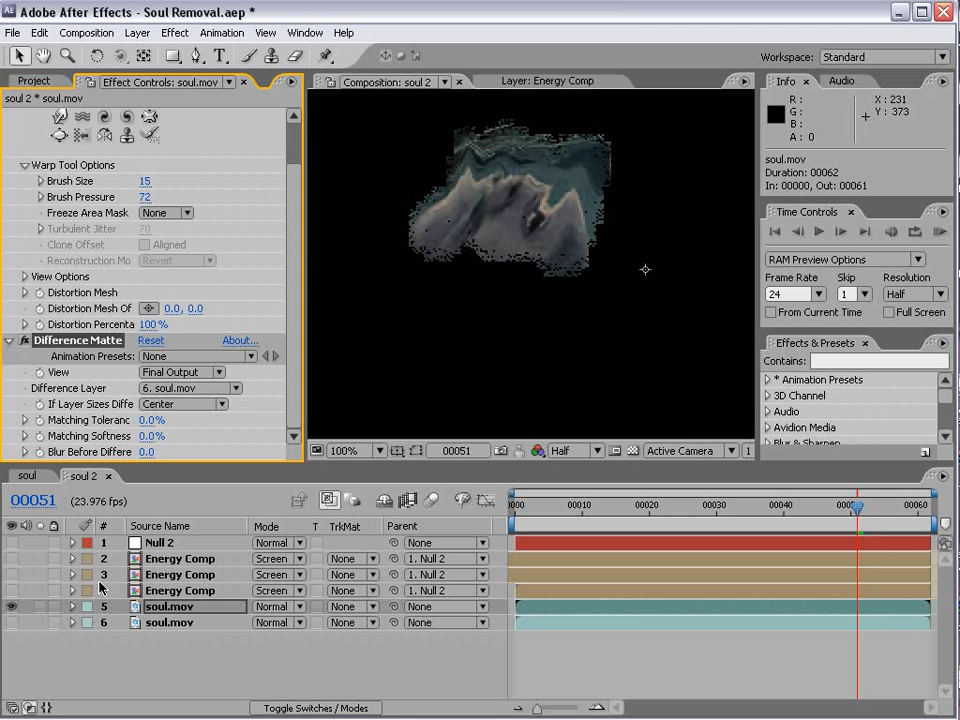 Adobe After Effects - Soul Removal.aep *
File Edit Composition Layer Effect Animation View Window Help
Workspace: Standard
Project Effect Controls: soul.mov
soul 2 * soul.mov
Warp Tool Options
Brush Size 15
Brush Pressure 72
Freeze Area Mask None
Turbulent Jitter 70
Clone Offset Aligned
Reconstruction Mo Revert
View Options
Distortion Mesh
Distortion Mesh Of 0.0, 0.0
Distortion Percenta 100 %
fx Difference Matte Reset About...
Animation Presets: None
View Final Output
Difference Layer 6. soul.mov
If Layer Sizes Diffe Center
Matching Toleranc 0.0%
Matching Softness 0.0%
Blur Before Differe 0.0
Composition: soul 2 Layer: Energy Comp
100% 00051 Half Active Camera 1
Info Audio
R :
G :
B :
A : 0
X : 231
Y : 373
soul.mov
Duration: 00062
In: 00000, Out: 00061
Time Controls
RAM Preview Options
Frame Rate Skip Resolution
24 1 Half
From Current Time Full Screen
Effects & Presets
Contains:
* Animation Presets
3D Channel
Audio
Avidion Media
Blur & Sharpen
soul soul 2
00051 (23.976 fps)
0000 00010 00020 00030 00040 00060
# Source Name Mode T TrkMat Parent
1 Null 2 Normal None
2 Energy Comp Screen None 1. Null 2
3 Energy Comp Screen None 1. Null 2
Energy Comp Screen None 1. Null 2
5 soul.mov Normal None None
6 soul.mov Normal None None
Toggle Switches / Modes